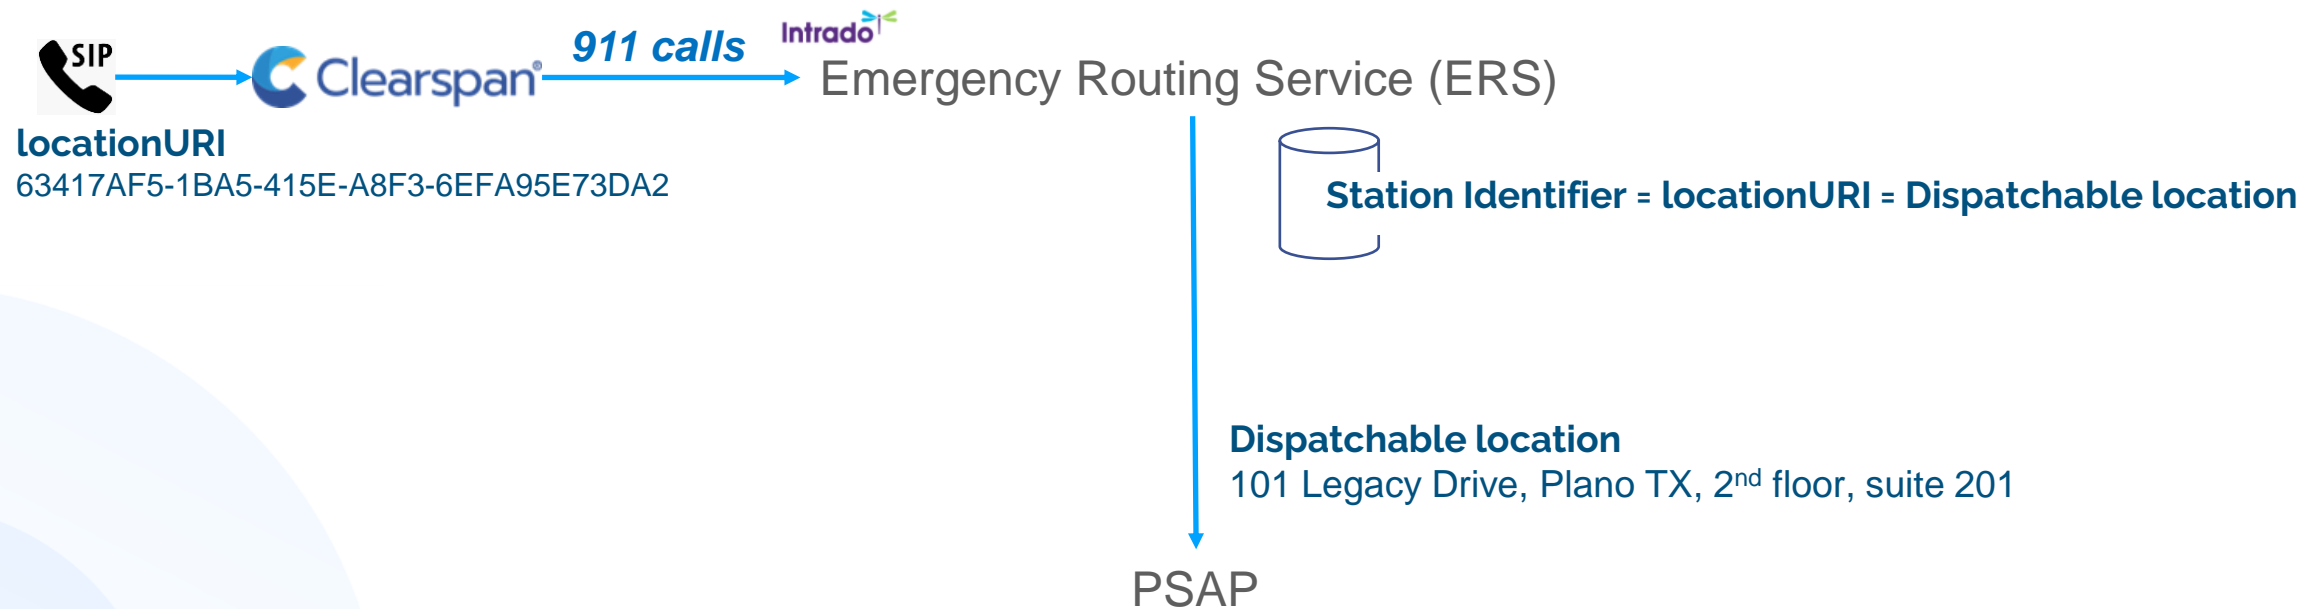 SIP
Clearspan®
911 calls
Intrado
Emergency Routing Service (ERS)
locationURI
63417AF5-1BA5-415E-A8F3-6EFA95E73DA2
Station Identifier = locationURI = Dispatchable location
Dispatchable location
101 Legacy Drive, Plano TX, 2nd floor, suite 201
PSAP